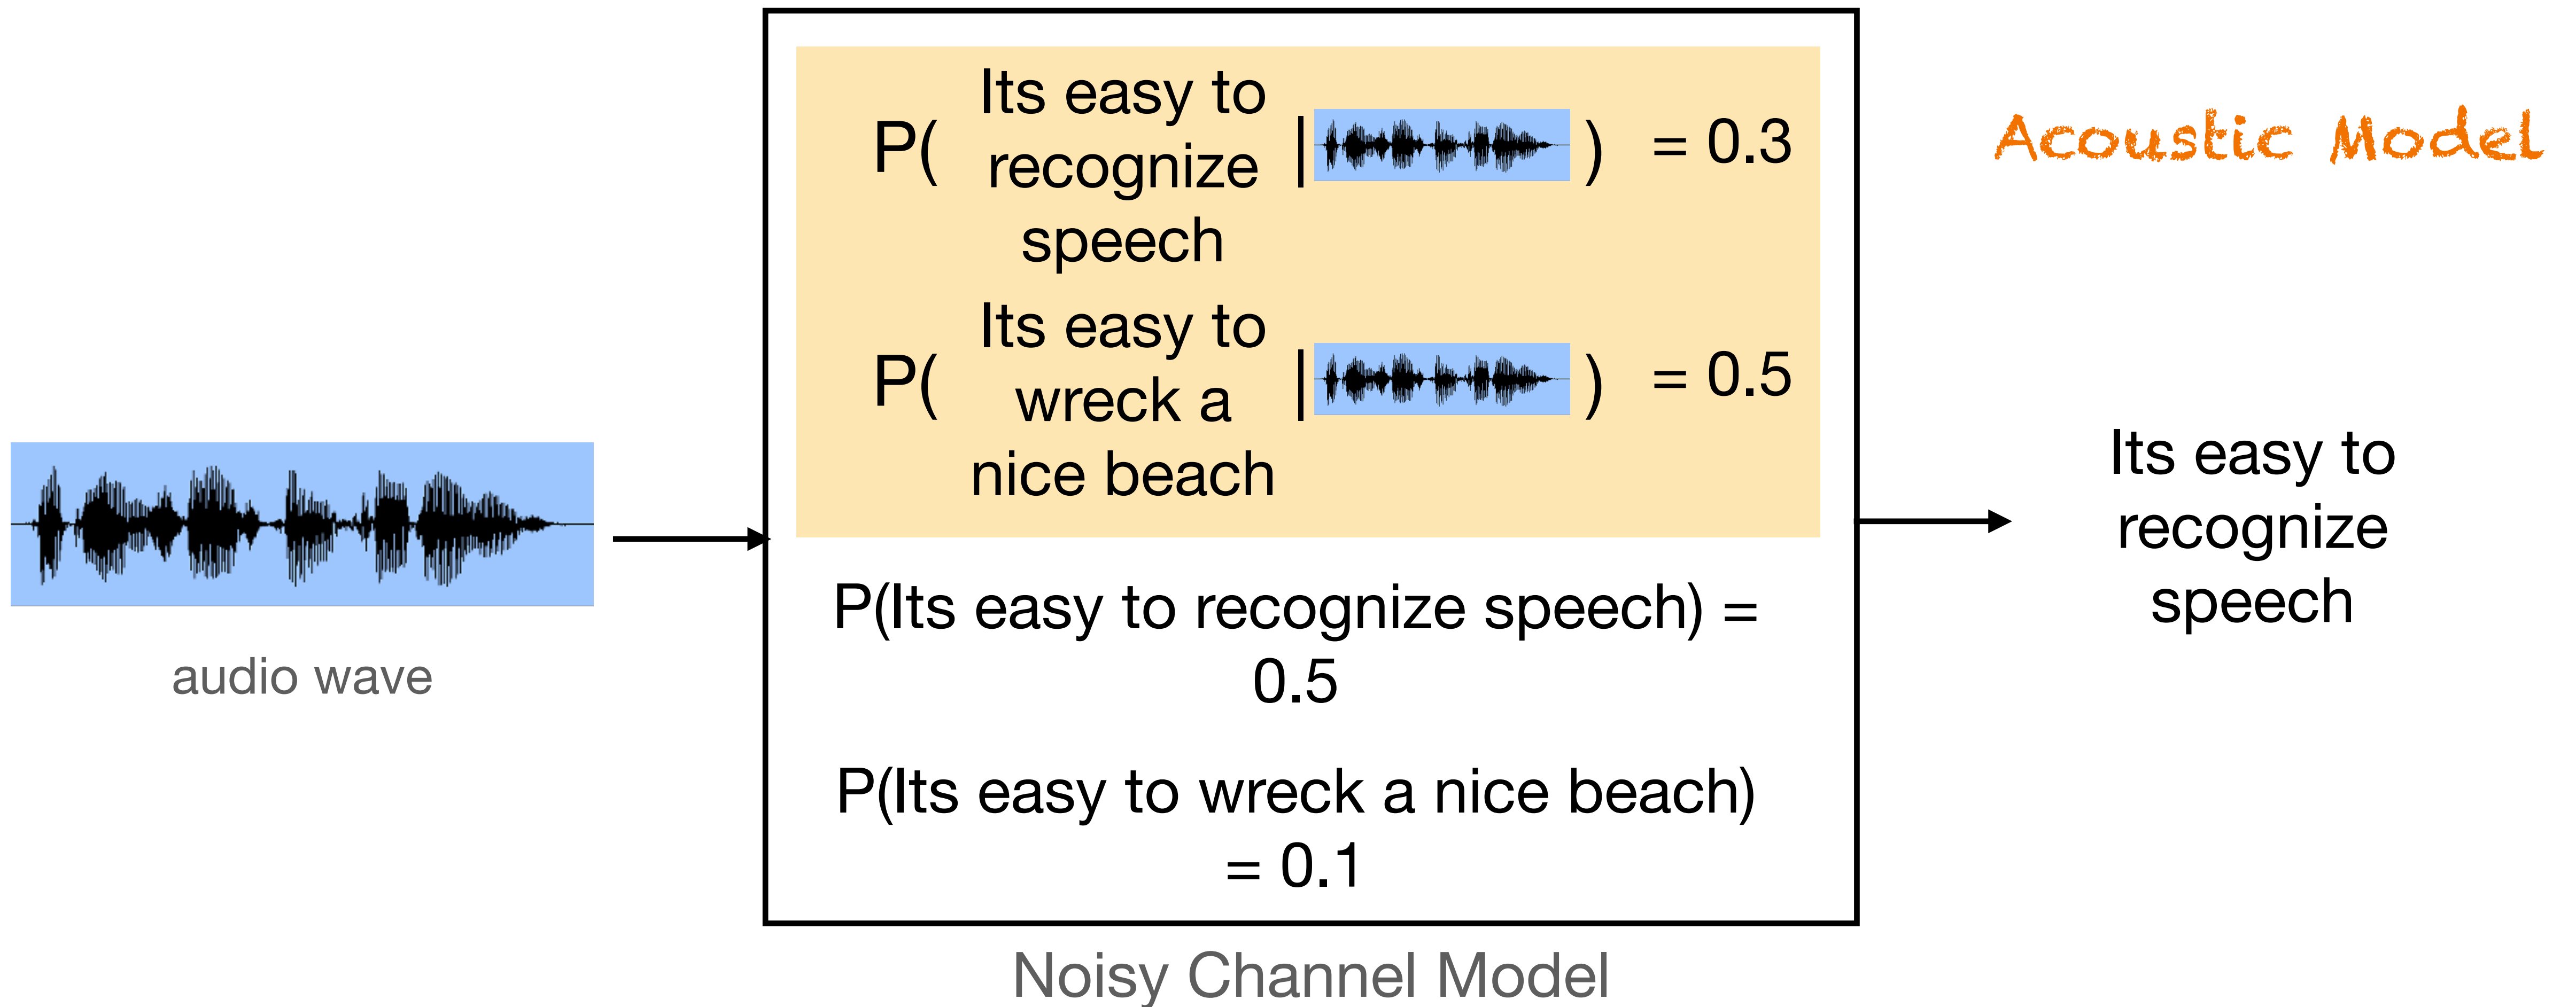 P( Its easy to recognize speech | ) = 0.3
P( Its easy to wreck a nice beach | ) = 0.5
P(Its easy to recognize speech) =
0.5
P(Its easy to wreck a nice beach)
= 0.1
Noisy Channel Model
audio wave
Acoustic Model
Its easy to
recognize
speech